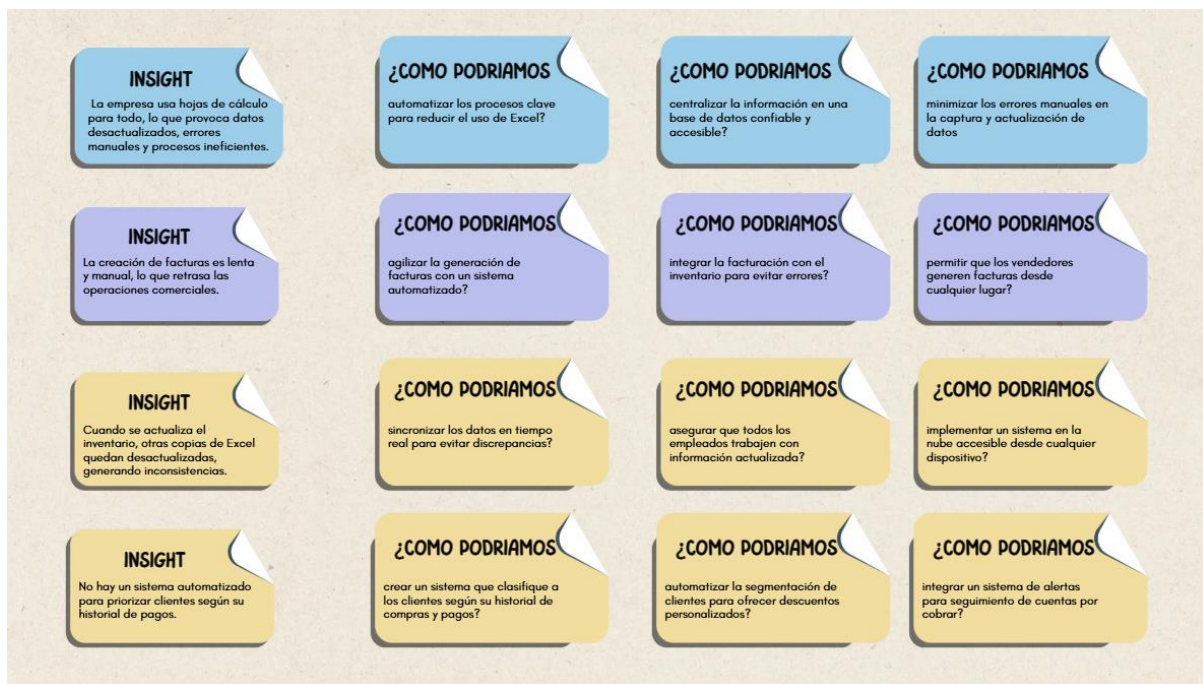 INSIGHT
La empresa usa hojas de cálculo
para todo, lo que provoca datos
desactualizados, errores
manuales y procesos ineficientes.
¿COMO PODRIAMOS
automatizar los procesos clave
para reducir el uso de Excel?
¿COMO PODRIAMOS
centralizar la información en una
base de datos confiable y
accesible?
¿COMO PODRIAMOS
minimizar los errores manuales en
la captura y actualización de
datos
INSIGHT
La creación de facturas es lenta
y manual, lo que retrasa las
operaciones comerciales.
¿COMO PODRIAMOS
agilizar la generación de
facturas con un sistema
automatizado?
¿COMO PODRIAMOS
integrar la facturación con el
inventario para evitar errores?
¿COMO PODRIAMOS
permitir que los vendedores
generen facturas desde
cualquier lugar?
INSIGHT
Cuando se actualiza el
inventario, otras copias de Excel
quedan desactualizadas,
generando inconsistencias.
¿COMO PODRIAMOS
sincronizar los datos en tiempo
real para evitar discrepancias?
¿COMO PODRIAMOS
asegurar que todos los
empleados trabajen con
información actualizada?
¿COMO PODRIAMOS
implementar un sistema en la
nube accesible desde cualquier
dispositivo?
INSIGHT
No hay un sistema automatizado
para priorizar clientes según su
historial de pagos.
¿COMO PODRIAMOS
crear un sistema que clasifique a
los clientes según su historial de
compras y pagos?
¿COMO PODRIAMOS
automatizar la segmentación de
clientes para ofrecer descuentos
personalizados?
¿COMO PODRIAMOS
integrar un sistema de alertas
para seguimiento de cuentas por
cobrar?